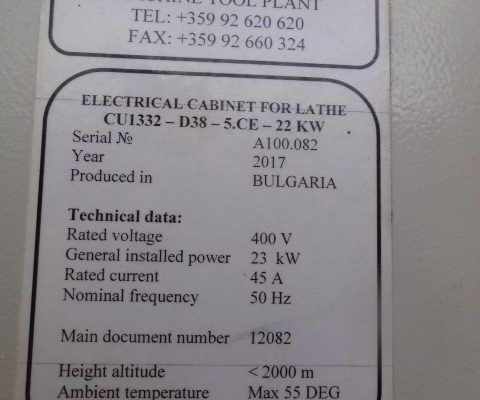 TOOL PLANT
TEL: +359 92 620 620
FAX: +359 92 660 324
ELECTRICAL CABINET FOR LATHE
CU1332 – D38 – 5.CE – 22 KW
Serial № A100.082
Year 2017
Produced in BULGARIA
Technical data:
Rated voltage 400 V
General installed power 23 kW
Rated current 45 A
Nominal frequency 50 Hz
Main document number 12082
Height altitude < 2000 m
Ambient temperature Max 55 DEG